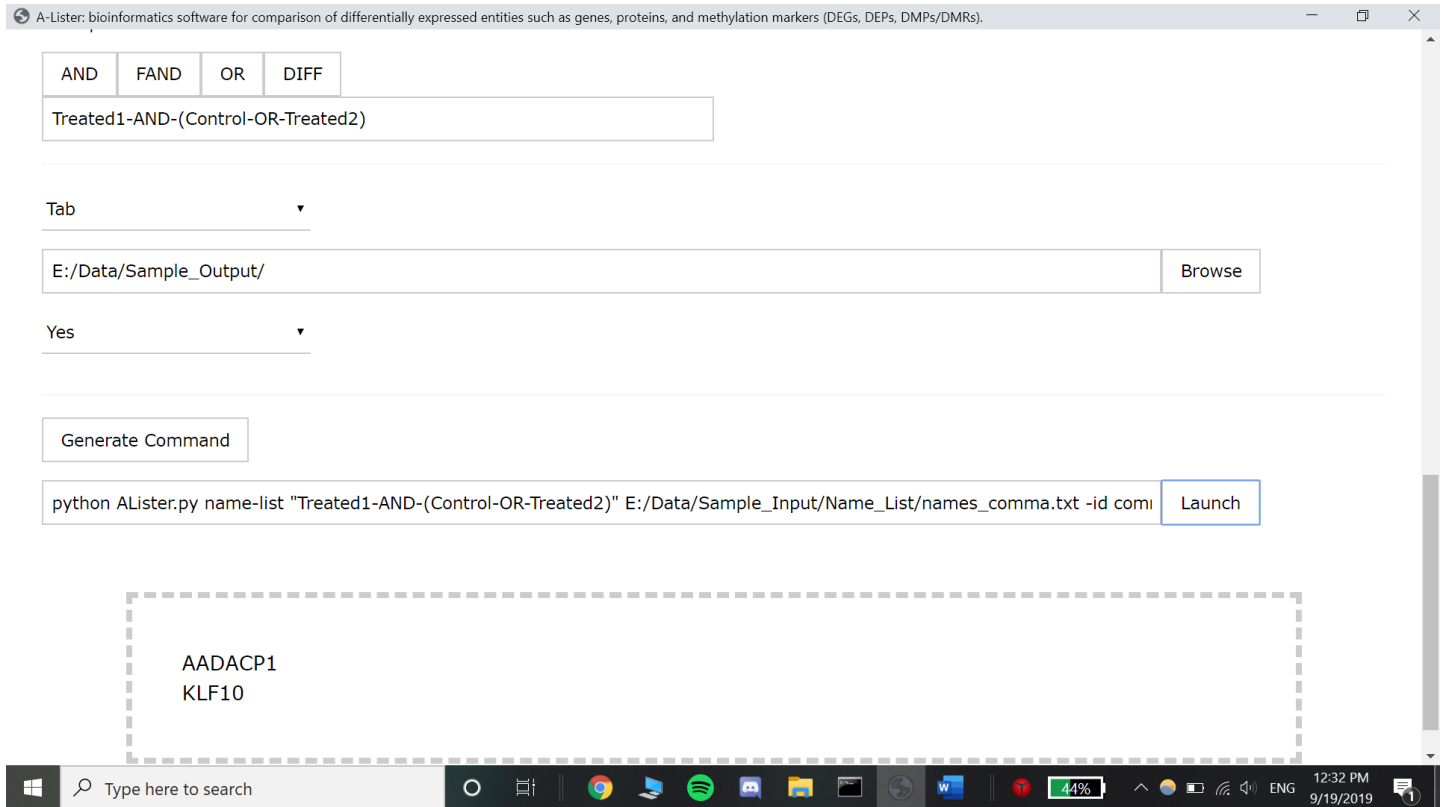 A-Lister: bioinformatics software for comparison of differentially expressed entities such as genes, proteins, and methylation markers (DEGs, DEPs, DMPs/DMRs).
AND FAND OR DIFF
Treated1-AND-(Control-OR-Treated2)
Tab
E:/Data/Sample_Output/ Browse
Yes
Generate Command
python ALister.py name-list "Treated1-AND-(Control-OR-Treated2)" E:/Data/Sample_Input/Name_List/names_comma.txt -id Launch
AADACP1
KLF10
Type here to search 44% ENG 12:32 PM
9/19/2019 1